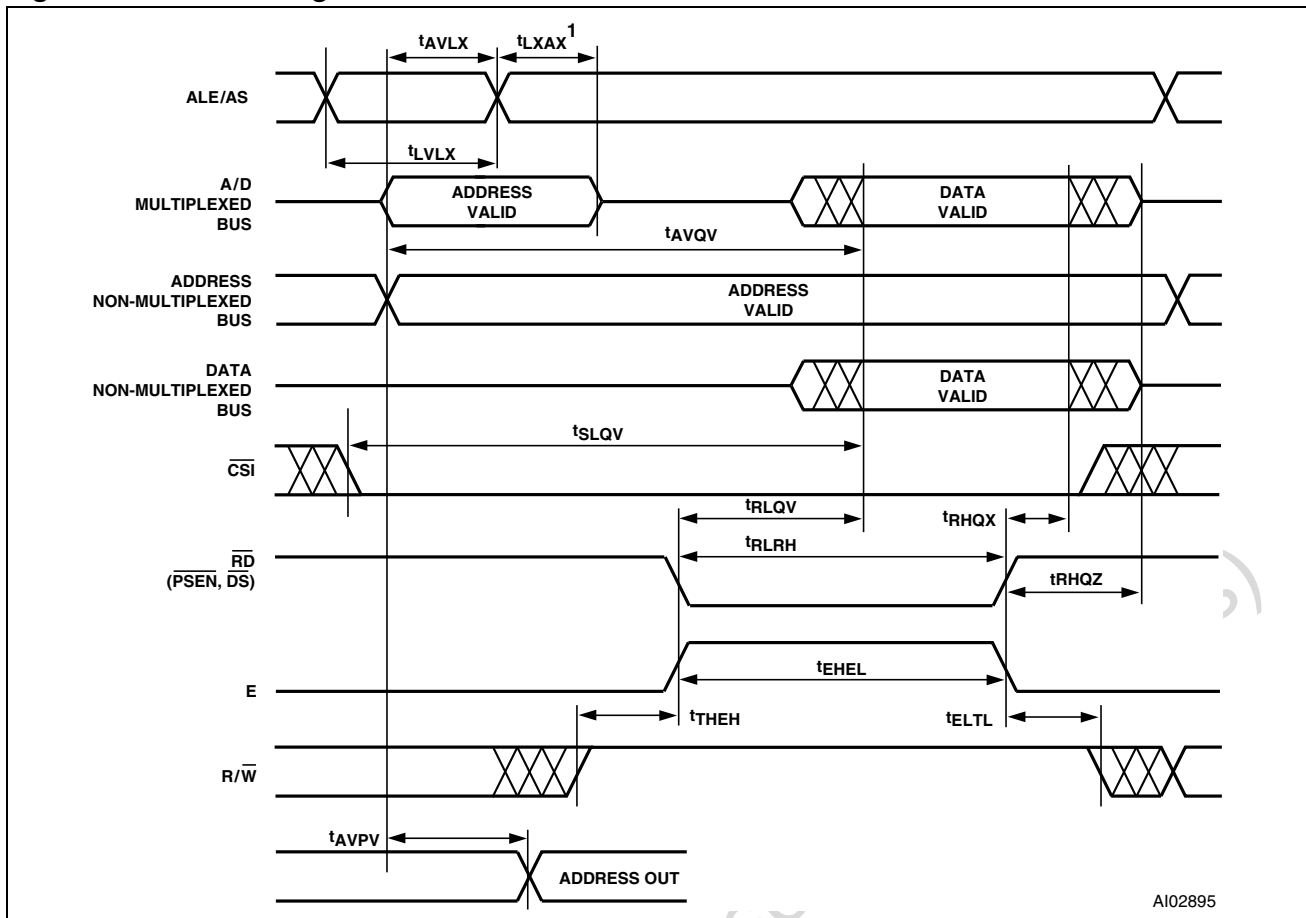 tAVLX
tLXAX1
ALE/AS
tLVLX
A/D
MULTIPLEXED
BUS
ADDRESS
VALID
DATA
VALID
tAVQV
ADDRESS
NON-MULTIPLEXED
BUS
ADDRESS
VALID
DATA
NON-MULTIPLEXED
BUS
DATA
VALID
tSLQV
CSI
tRLQV
tRHQX
tRLRH
RD
(PSEN, DS)
tRHQZ
tEHEL
E
tTHEH
tELTL
R/W
tAVPV
ADDRESS OUT
AI02895